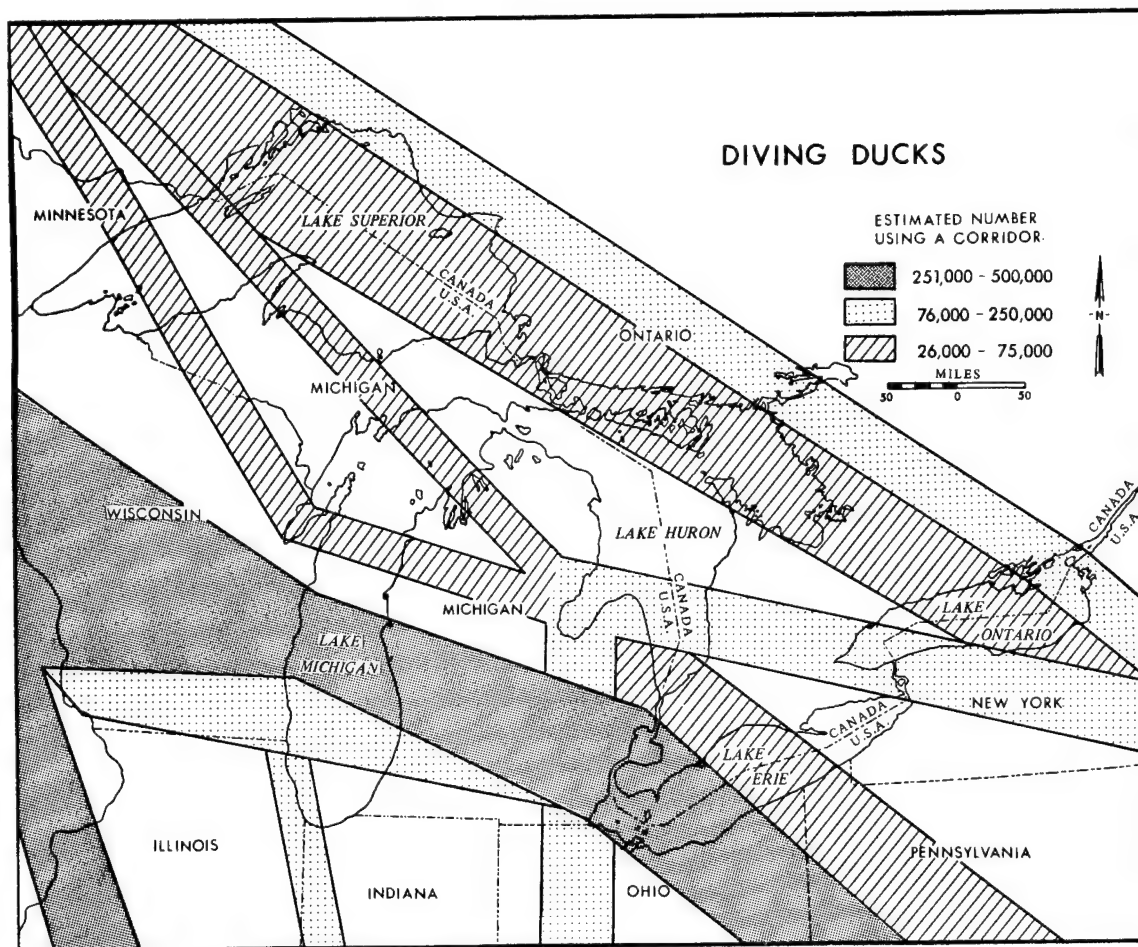 DIVING DUCKS
ESTIMATED NUMBER
USING A CORRIDOR.
251,000 - 500,000
76,000 - 250,000
26,000 - 75,000
MILES
50 0 50
-N-
MINNESOTA
LAKE SUPERIOR
CANADA
U.S.A.
ONTARIO
MICHIGAN
WISCONSIN
LAKE HURON
CANADA
U.S.A.
CANADA
U.S.A.
MICHIGAN
LAKE
ONTARIO
LAKE
MICHIGAN
NEW YORK
CANADA
U.S.A.
LAKE
ERIE
ILLINOIS
INDIANA
OHIO
PENNSYLVANIA